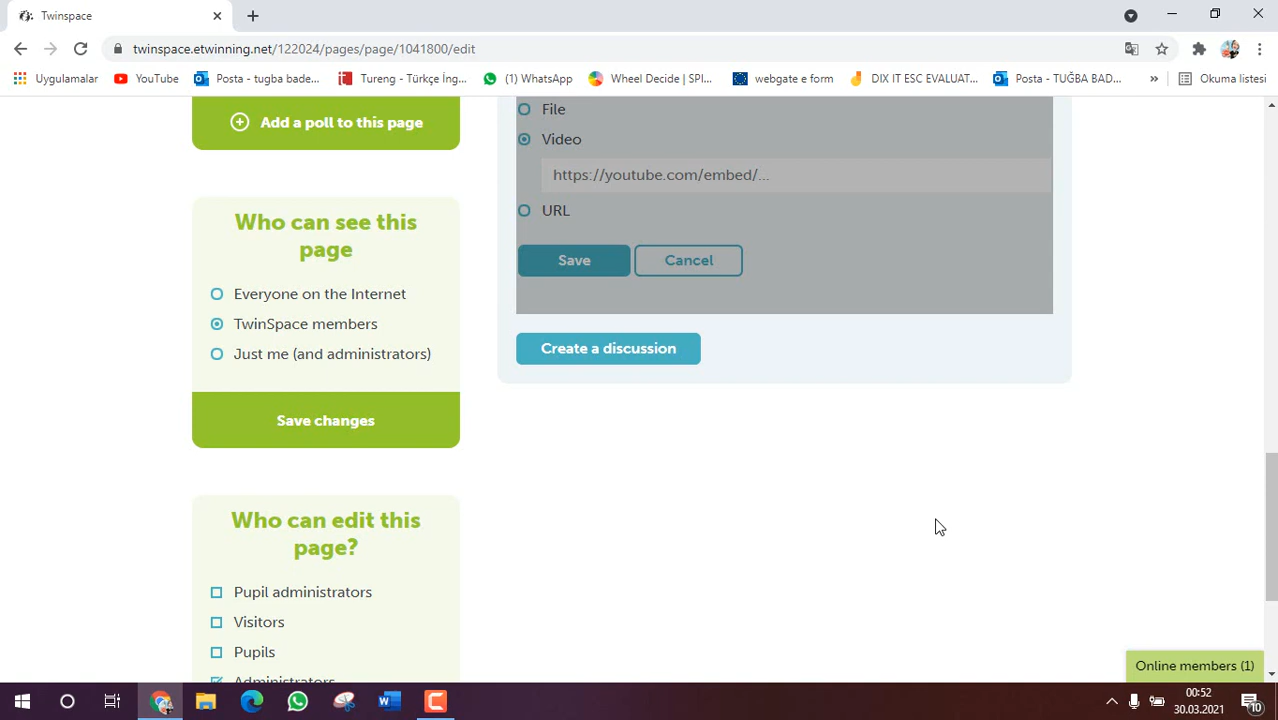 Twinspace
twinspace.etwinning.net/122024/pages/page/1041800/edit
Uygulamalar
YouTube
Posta - tugba bade...
Tureng - Türkçe İng...
(1) WhatsApp
Wheel Decide | SPI...
webgate e form
DIX IT ESC EVALUAT...
Posta - TUĞBA BAD...
»
Okuma listesi
Add a poll to this page
File
Video
https://youtube.com/embed/...
URL
Save
Cancel
Create a discussion
Who can see this
page
Everyone on the Internet
TwinSpace members
Just me (and administrators)
Save changes
Who can edit this
page?
Pupil administrators
Visitors
Pupils
Administrators
Online members (1)
00:52
30.03.2021
10